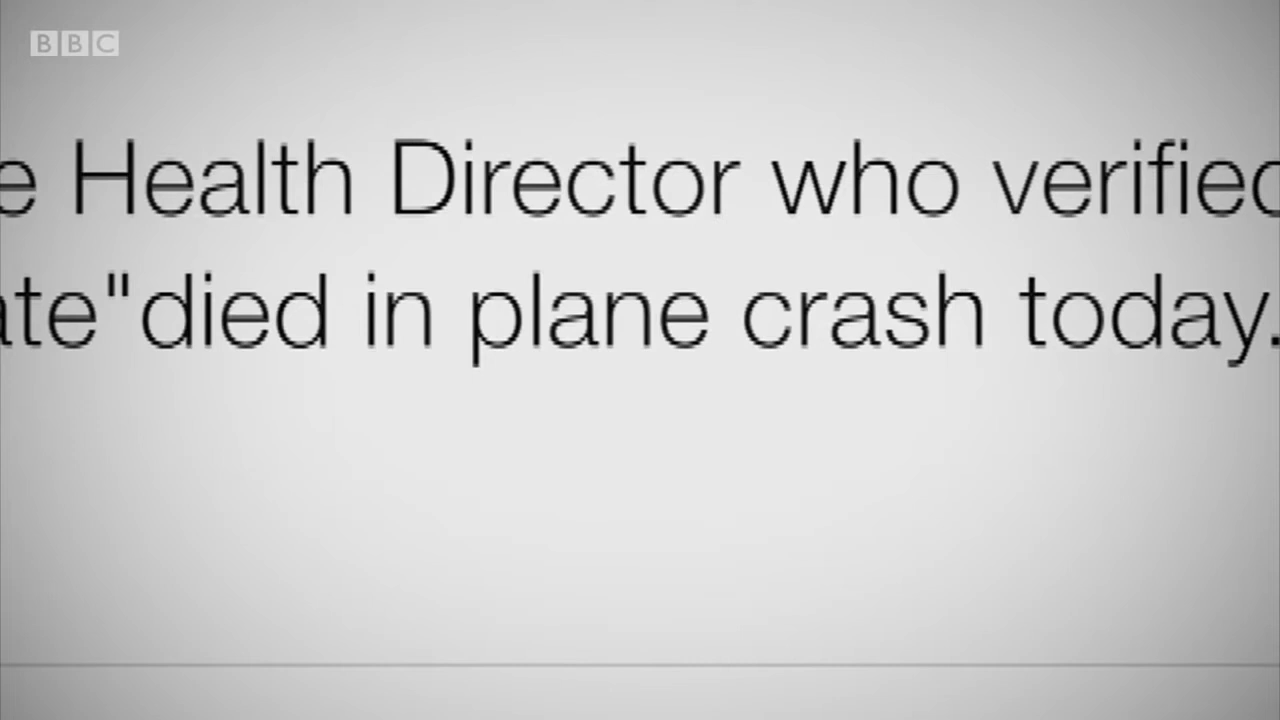 BBC
e Health Director who verified
ate"died in plane crash today.